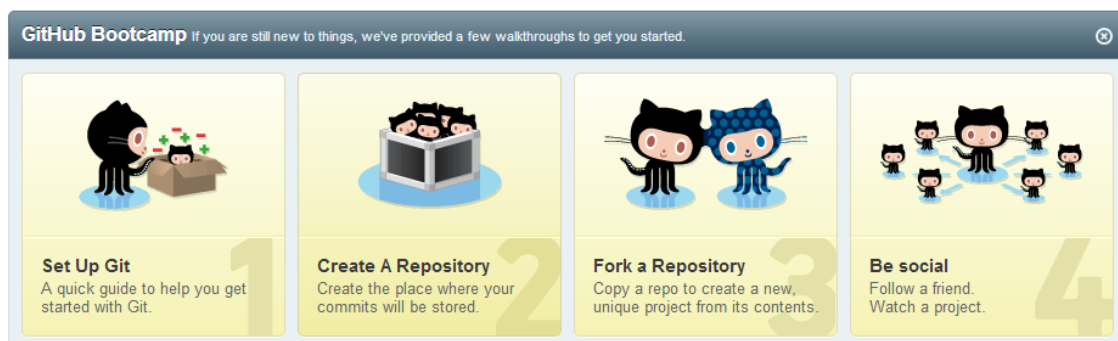 GitHub Bootcamp If you are still new to things, we've provided a few walkthroughs to get you started.
1
Set Up Git
A quick guide to help you get
started with Git.
2
Create A Repository
Create the place where your
commits will be stored.
3
Fork a Repository
Copy a repo to create a new,
unique project from its contents.
4
Be social
Follow a friend.
Watch a project.